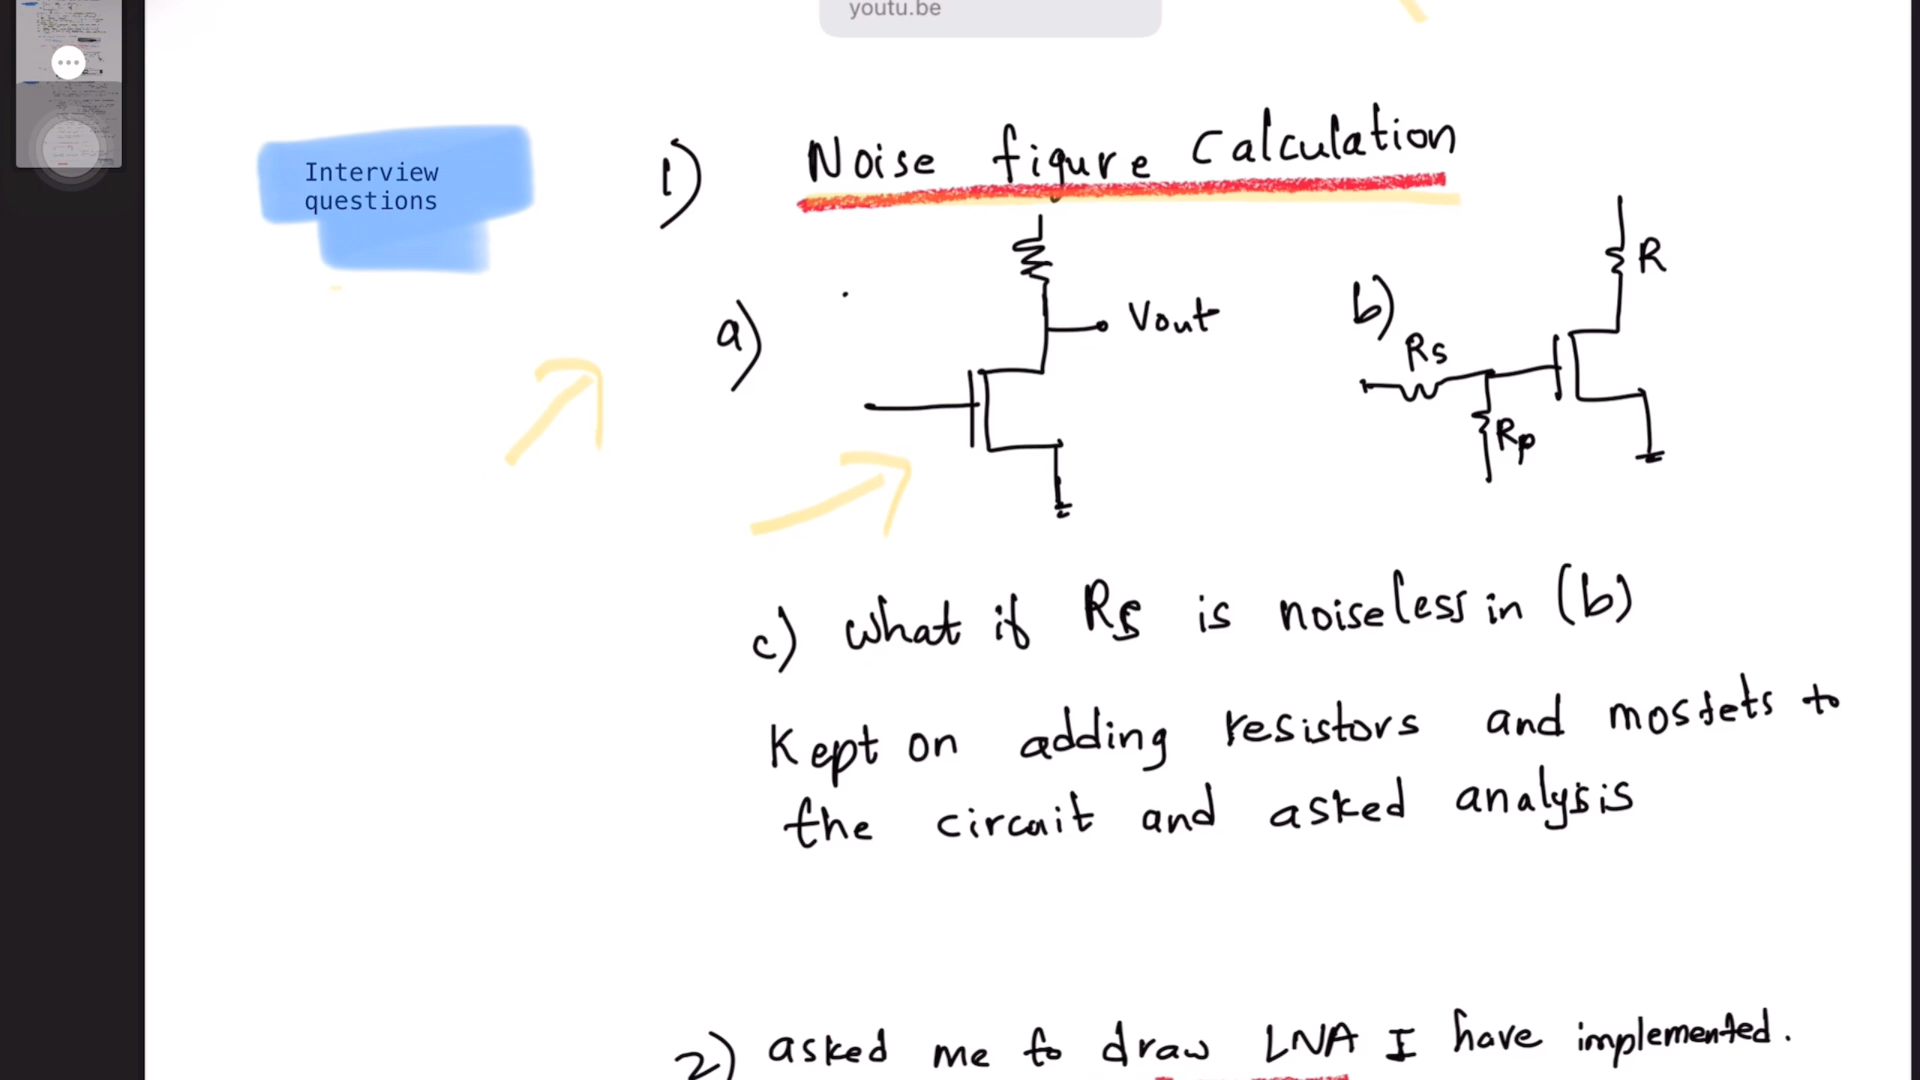 youtu.be
Interview
questions
1) Noise figure Calculation
a)
Vout
b)
R
Rs
Rp
c) what if Rs is noiseless in (b)
Kept on adding resistors and mosfets to
the circuit and asked analysis
2) asked me to draw LNA I have implemented.